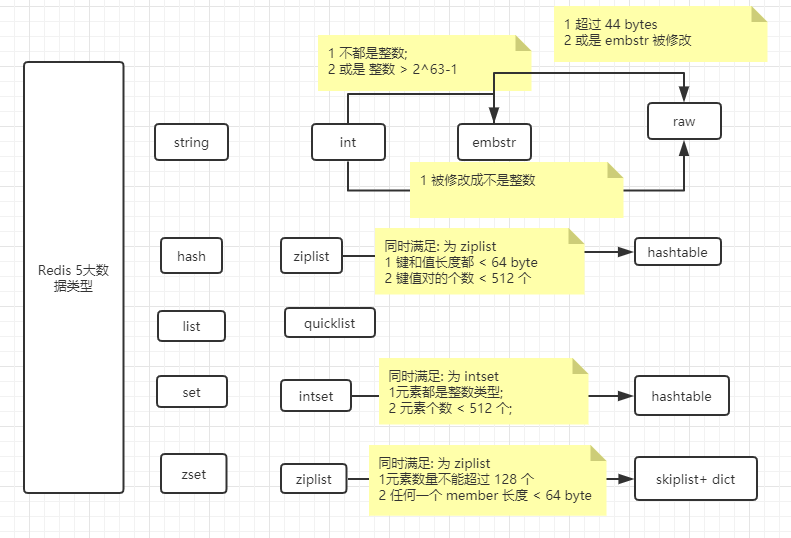 1 超过 44 bytes
2 或是 embstr 被修改
1 不都是整数;
2 或是 整数 > 2^63-1
Redis 5大数
据类型
string
int
embstr
raw
1 被修改成不是整数
hash
ziplist
同时满足: 为 ziplist
1 键和值长度都 < 64 byte
2 键值对的个数 < 512 个
hashtable
list
quicklist
set
intset
同时满足: 为 intset
1元素都是整数类型;
2 元素个数 < 512 个;
hashtable
zset
ziplist
同时满足: 为 ziplist
1元素数量不能超过 128 个
2 任何一个 member 长度 < 64 byte
skiplist+ dict